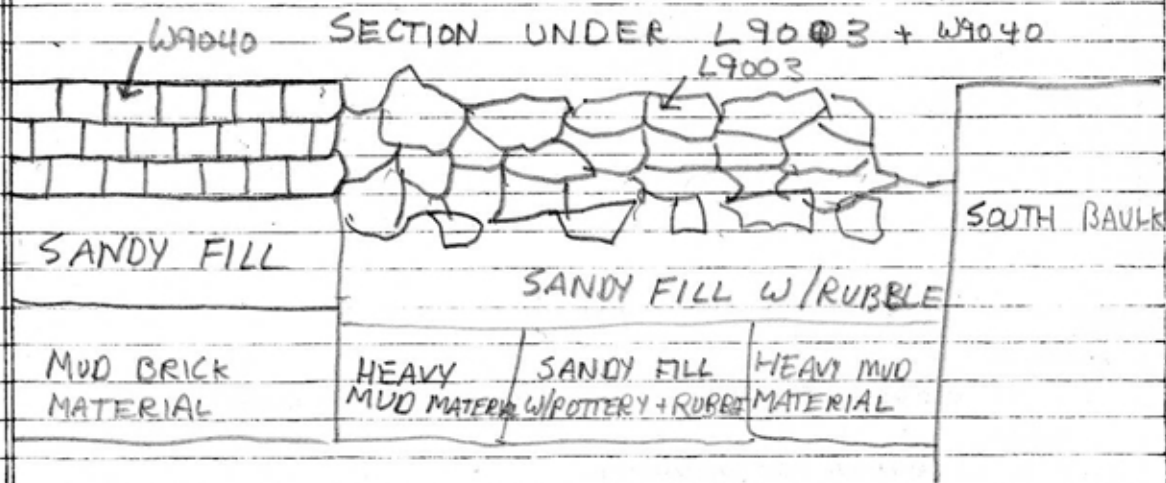 SECTION UNDER L9003 + W9040
W9040
L9003
SANDY FILL
SOUTH BAULK
SANDY FILL W/RUBBLE
MUD BRICK
MATERIAL
HEAVY
MUD MATERIAL
SANDY FILL
W/POTTERY + RUBBLE
HEAVY MUD
MATERIAL